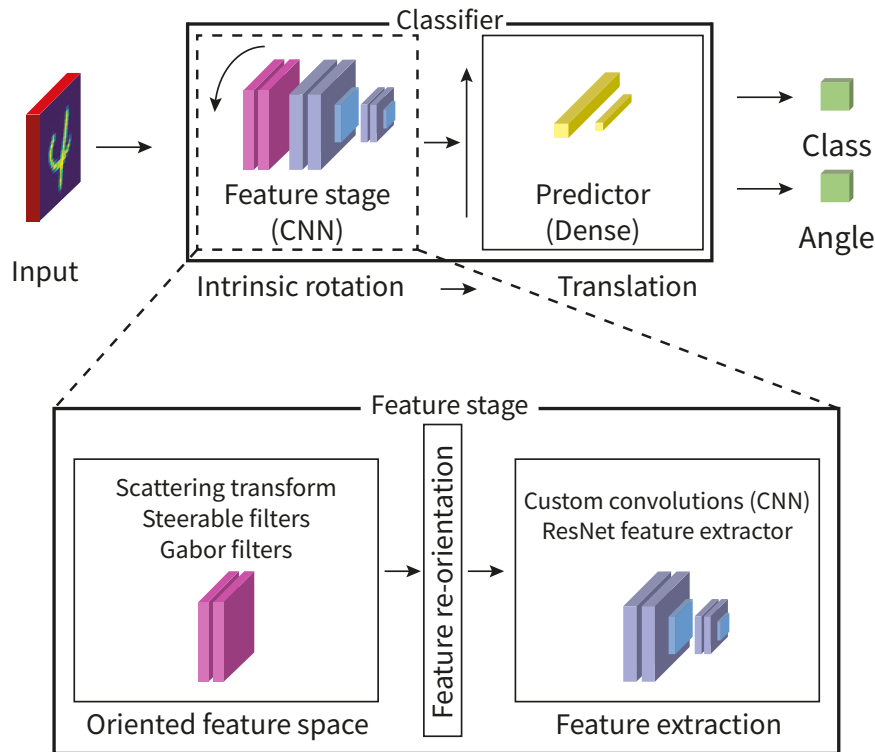 Classifier
Feature stage
(CNN)
Predictor
(Dense)
Class
Angle
Input
Intrinsic rotation
Translation
Feature stage
Scattering transform
Steerable filters
Gabor filters
Oriented feature space
Feature re-orientation
Custom convolutions (CNN)
ResNet feature extractor
Feature extraction